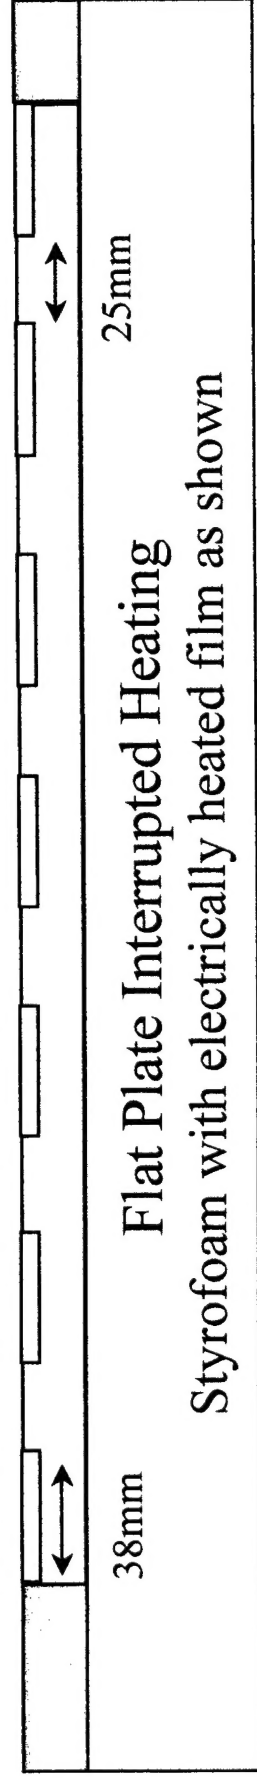 38mm
25mm
Flat Plate Interrupted Heating
Styrofoam with electrically heated film as shown